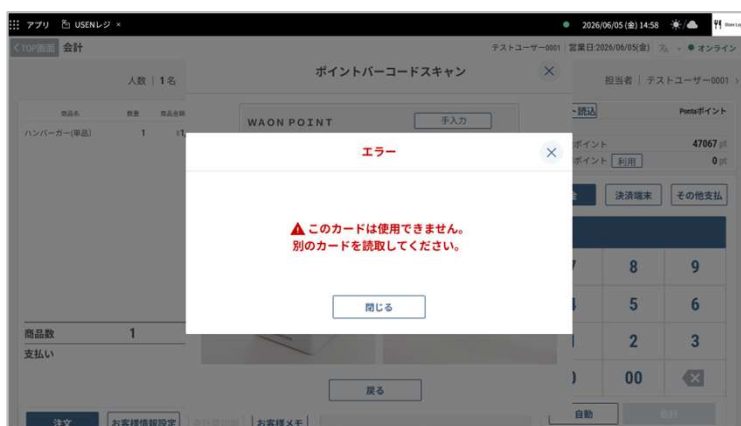 アプリ USENレジ ×
2026/06/05 (金) 14:58
TOP画面 会計
テストユーザー0001 営業日:2026/06/05(金) オンライン
人数 1名
ポイントバーコードスキャン
担当者 テストユーザー0001
商品名 数量 商品金額
読込
Pontaポイント
ハンバーガー(単品) 1
WAON POINT
手入力
ポイント 47067 pt
ポイント 利用 0 pt
エラー
決済端末 その他支払
このカードは使用できません。
別のカードを読取してください。
8 9
5 6
閉じる
2 3
商品数 1
支払い
00
戻る
自動
会計
注文 お客様情報設定 お客様メモ